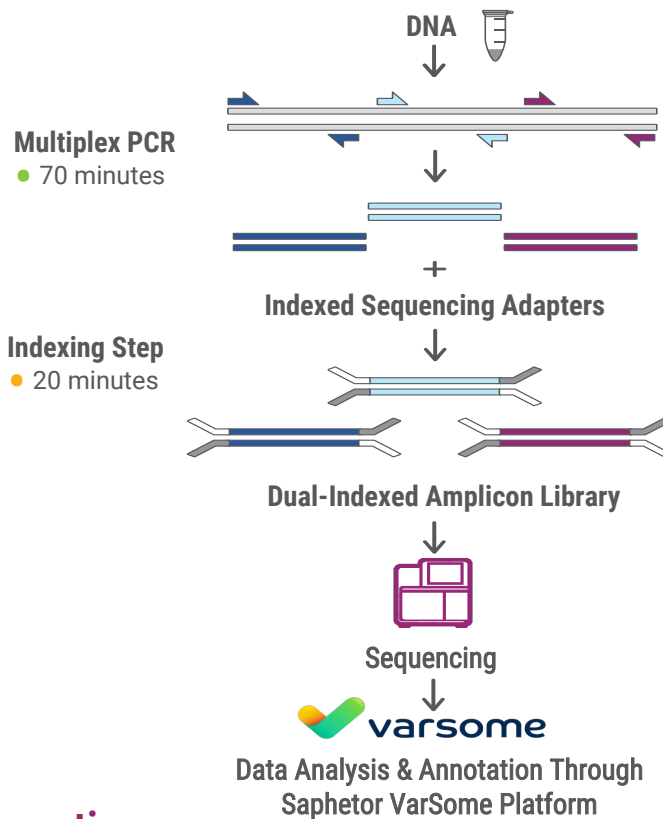 DNA
Multiplex PCR
70 minutes
+
Indexed Sequencing Adapters
Indexing Step
20 minutes
Dual-Indexed Amplicon Library
Sequencing
varsome
Data Analysis & Annotation Through
Saphetor VarSome Platform